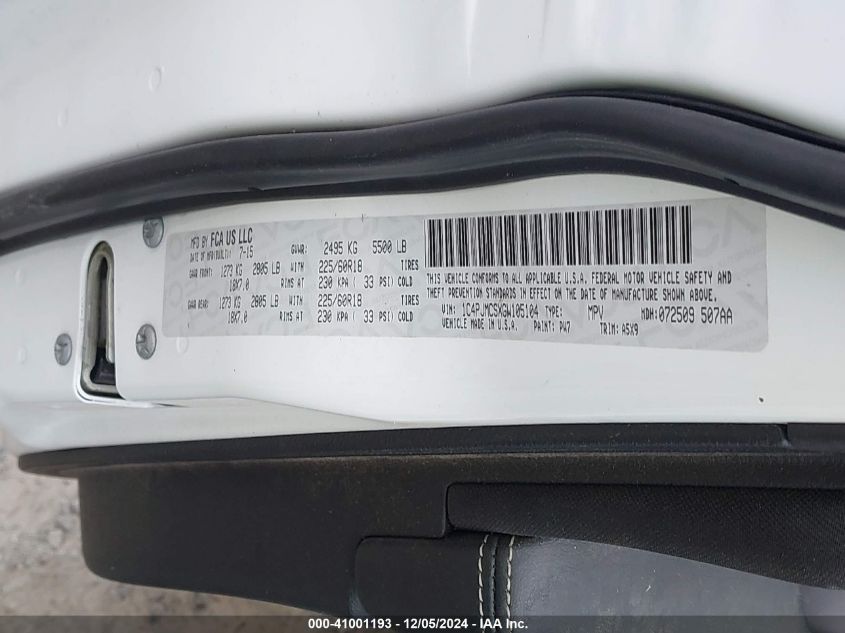 MFD BY FCA US LLC
DATE OF MFR(BUILT): 7-15 GVWR: 2495 KG 5500 LB
GAWR FRONT: 1273 KG 2805 LB WITH 225/60R18 TIRES
18X7.0 RIMS AT 230 KPA ( 33 PSI) COLD
GAWR REAR: 1273 KG 2805 LB WITH 225/60R18 TIRES
18X7.0 RIMS AT 230 KPA ( 33 PSI) COLD
THIS VEHICLE CONFORMS TO ALL APPLICABLE U.S.A. FEDERAL MOTOR VEHICLE SAFETY AND
THEFT PREVENTION STANDARDS IN EFFECT ON THE DATE OF MANUFACTURE SHOWN ABOVE.
VIN: 1C4PJMCSXGW105104 TYPE: MPV MDH: 072509 507AA
VEHICLE MADE IN U.S.A. PAINT: PW7 TRIM: A5X9
000-41001193 - 12/05/2024 - IAA Inc.